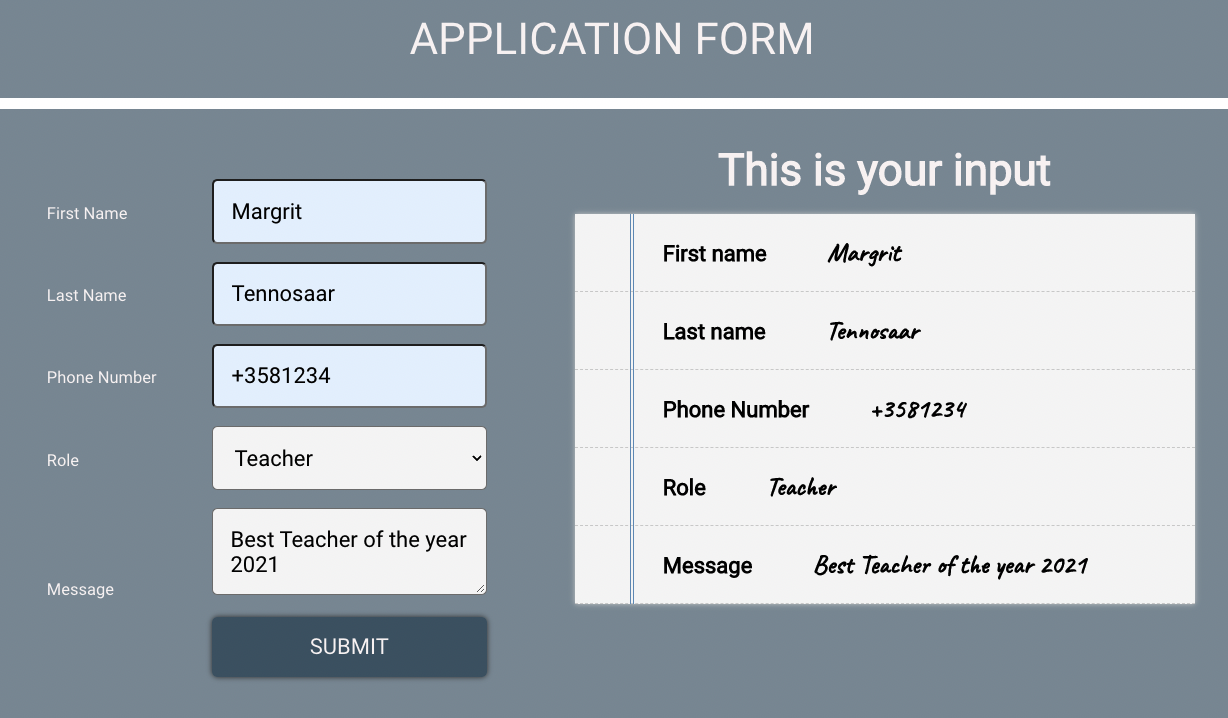 APPLICATION FORM
First Name
Margrit
Last Name
Tennosaar
Phone Number
+3581234
Role
Teacher
Message
Best Teacher of the year
2021
SUBMIT
This is your input
First name Margrit
Last name Tennosaar
Phone Number +3581234
Role Teacher
Message Best Teacher of the year 2021